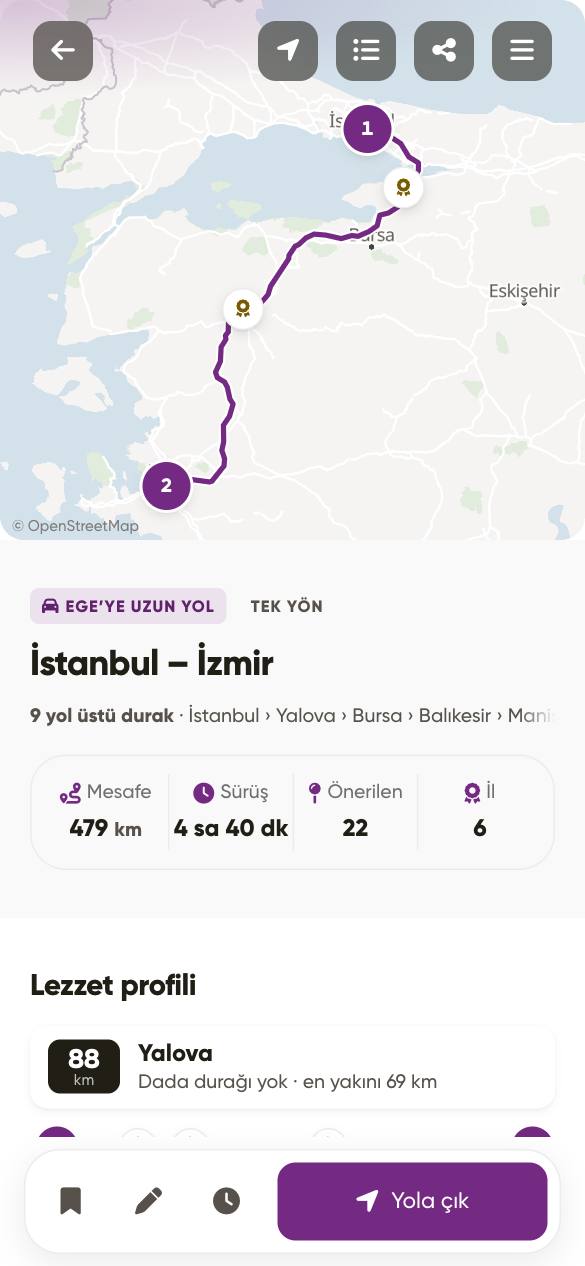 1
Bursa
Eskişehir
2
© OpenStreetMap
EGE'YE UZUN YOL TEK YÖN
İstanbul – İzmir
9 yol üstü durak · İstanbul › Yalova › Bursa › Balıkesir ›
Mesafe Sürüş Önerilen İl
479 km 4 sa 40 dk 22 6
Lezzet profili
88 km Yalova
Dada durağı yok · en yakını 69 km
Yola çık